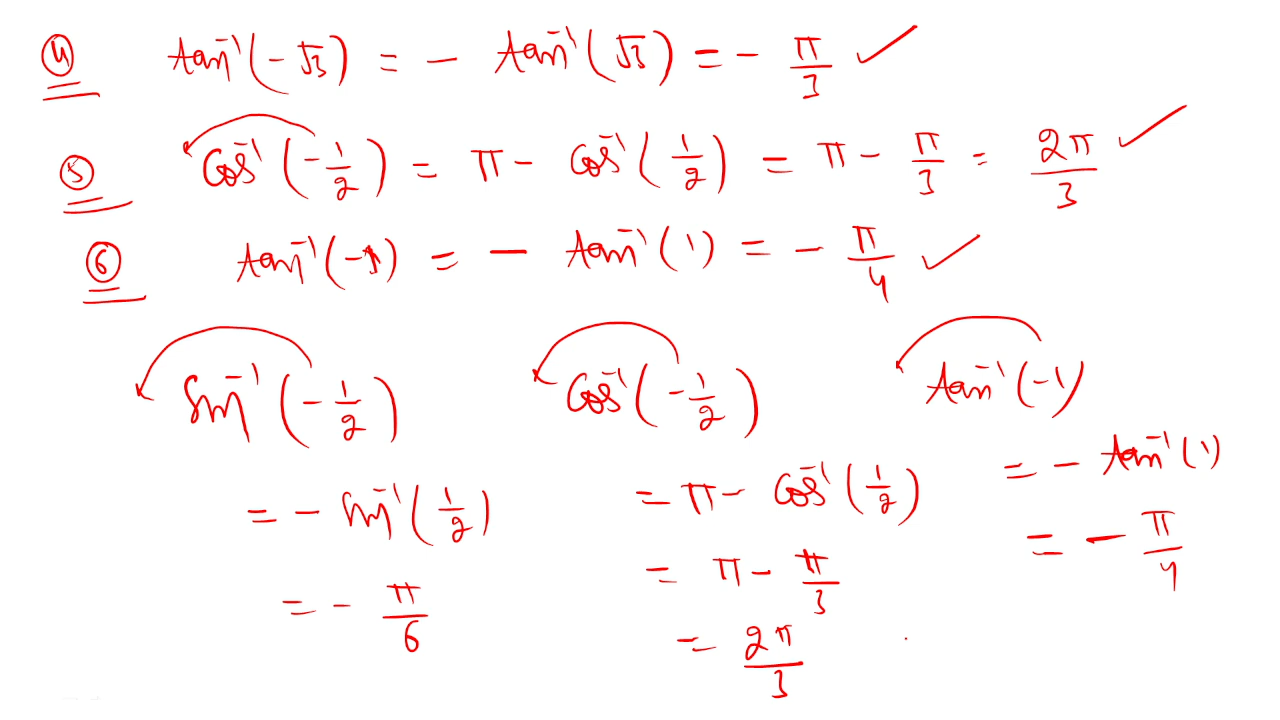 ④ tan⁻¹(-√3) = - tan⁻¹(√3) = - π/3 ✓
⑤ Cos⁻¹(-1/2) = π - Cos⁻¹(1/2) = π - π/3 = 2π/3 ✓
⑥ tan⁻¹(-1) = - tan⁻¹(1) = - π/4 ✓
Sin⁻¹(-1/2)
= - Sin⁻¹(1/2)
= - π/6
Cos⁻¹(-1/2)
= π - Cos⁻¹(1/2)
= π - π/3
= 2π/3
tan⁻¹(-1)
= - tan⁻¹(1)
= - π/4